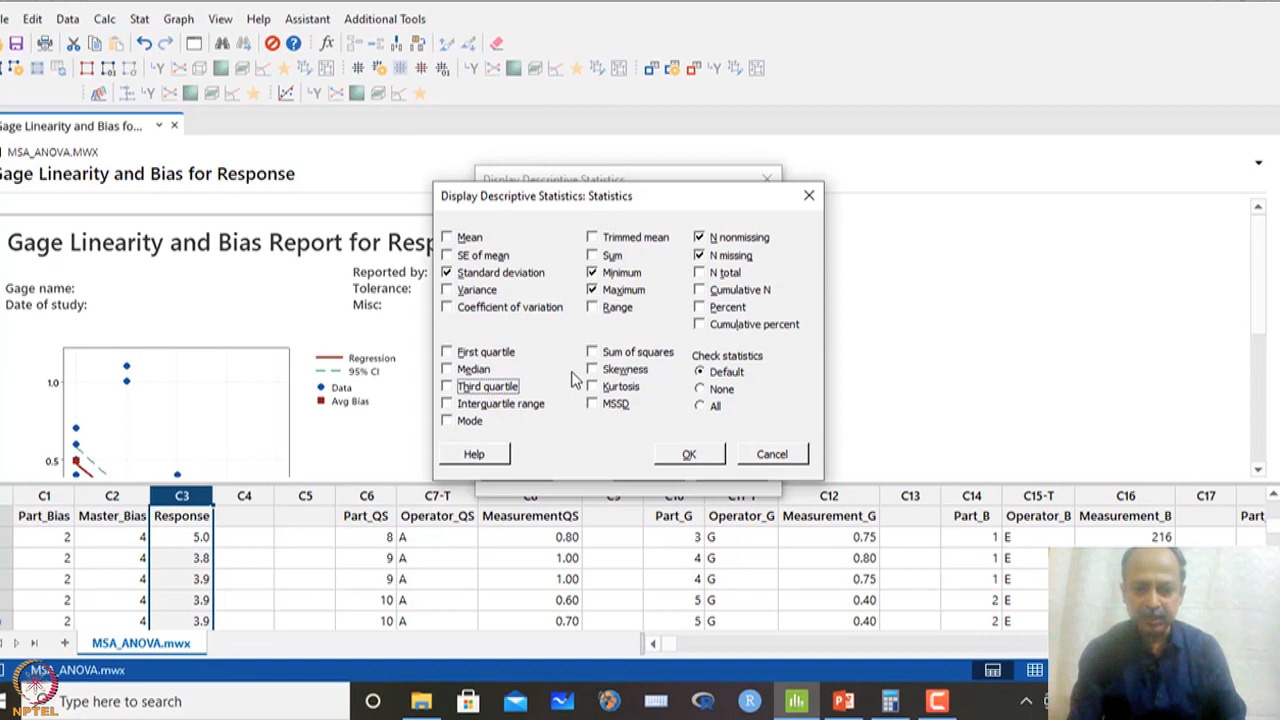 Edit Data Calc Stat Graph View Help Assistant Additional Tools
Gage Linearity and Bias fo...
MSA_ANOVA.MWX
Gage Linearity and Bias for Response
Gage Linearity and Bias Report for Resp
Gage name:
Date of study:
Reported by:
Tolerance:
Misc:
1.0
0.5
Regression
95% CI
Data
Avg Bias
Display Descriptive Statistics
Display Descriptive Statistics: Statistics
Mean Trimmed mean N nonmissing
SE of mean Sum N missing
Standard deviation Minimum N total
Variance Maximum Cumulative N
Coefficient of variation Range Percent
Cumulative percent
First quartile Sum of squares Check statistics
Median Skewness Default
Third quartile Kurtosis None
Interquartile range MSSD All
Mode
Help OK Cancel
C1 C2 C3 C4 C5 C6 C7-T C8 C9 C10 C11-T C12 C13 C14 C15-T C16 C17
Part_Bias Master_Bias Response Part_QS Operator_QS MeasurementQS Part_G Operator_G Measurement_G Part_B Operator_B Measurement_B Part
2 4 5.0 8 A 0.80 3 G 0.75 1 E 216
2 4 3.8 9 A 1.00 4 G 0.80 1 E
2 4 3.9 9 A 1.00 4 G 0.75 1 E
2 4 3.9 10 A 0.60 5 G 0.40 2 E
2 4 3.9 10 A 0.70 5 G 0.40 2 E
MSA_ANOVA.mwx
MSA_ANOVA.mwx
Type here to search
NPTEL